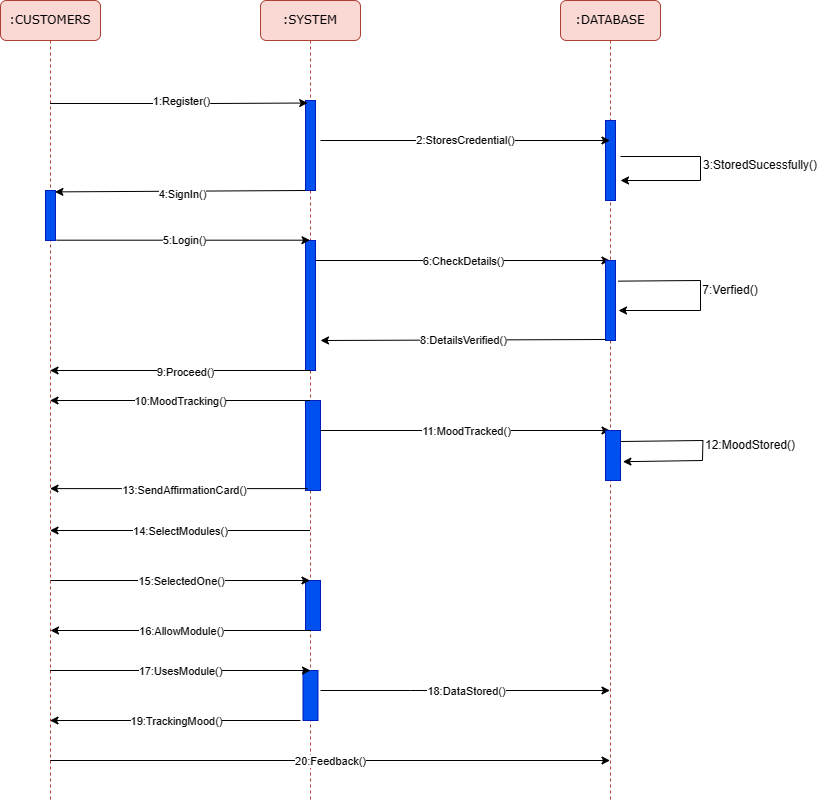 :CUSTOMERS
:SYSTEM
:DATABASE
1:Register()
2:StoresCredential()
3:StoredSucessfully()
4:SignIn()
5:Login()
6:CheckDetails()
7:Verfied()
8:DetailsVerified()
9:Proceed()
10:MoodTracking()
11:MoodTracked()
12:MoodStored()
13:SendAffirmationCard()
14:SelectModules()
15:SelectedOne()
16:AllowModule()
17:UsesModule()
18:DataStored()
19:TrackingMood()
20:Feedback()